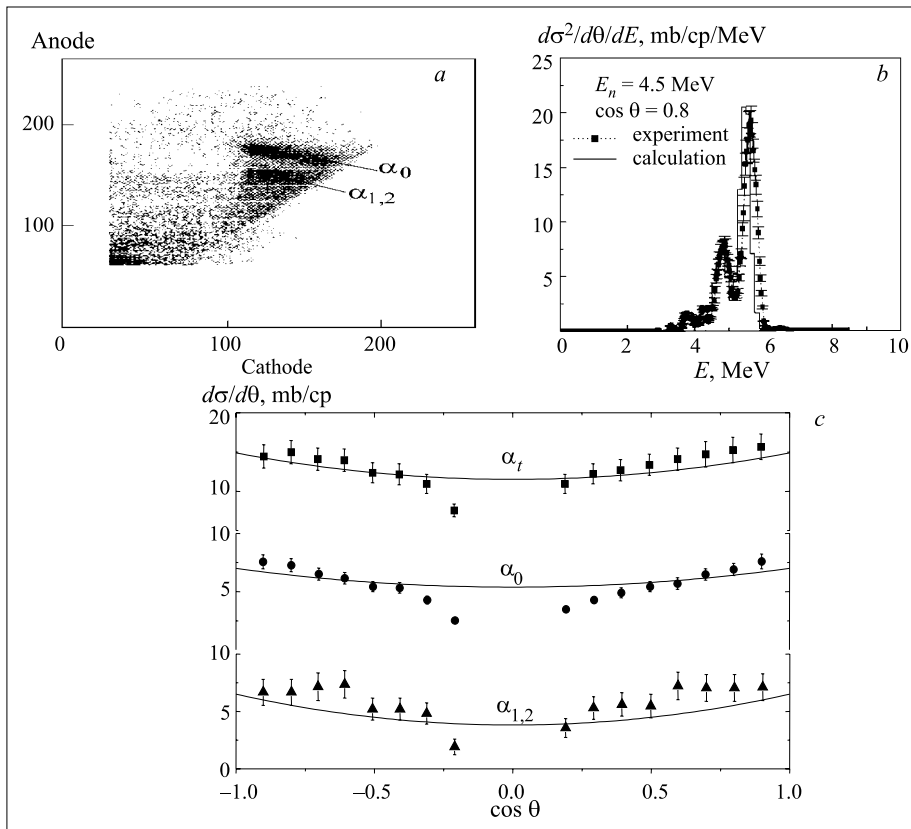 Anode
a
200
100
α₀
α₁,₂
0
100
200
Cathode
dσ²/dθ/dE, mb/cp/MeV
b
25
20
15
10
5
Eₙ = 4.5 MeV
cos θ = 0.8
experiment
calculation
0
2
4
6
8
10
E, MeV
dσ/dθ, mb/cp
c
20
αₜ
10
10
α₀
5
10
α₁,₂
5
0
–1.0
–0.5
0.0
0.5
1.0
cos θ